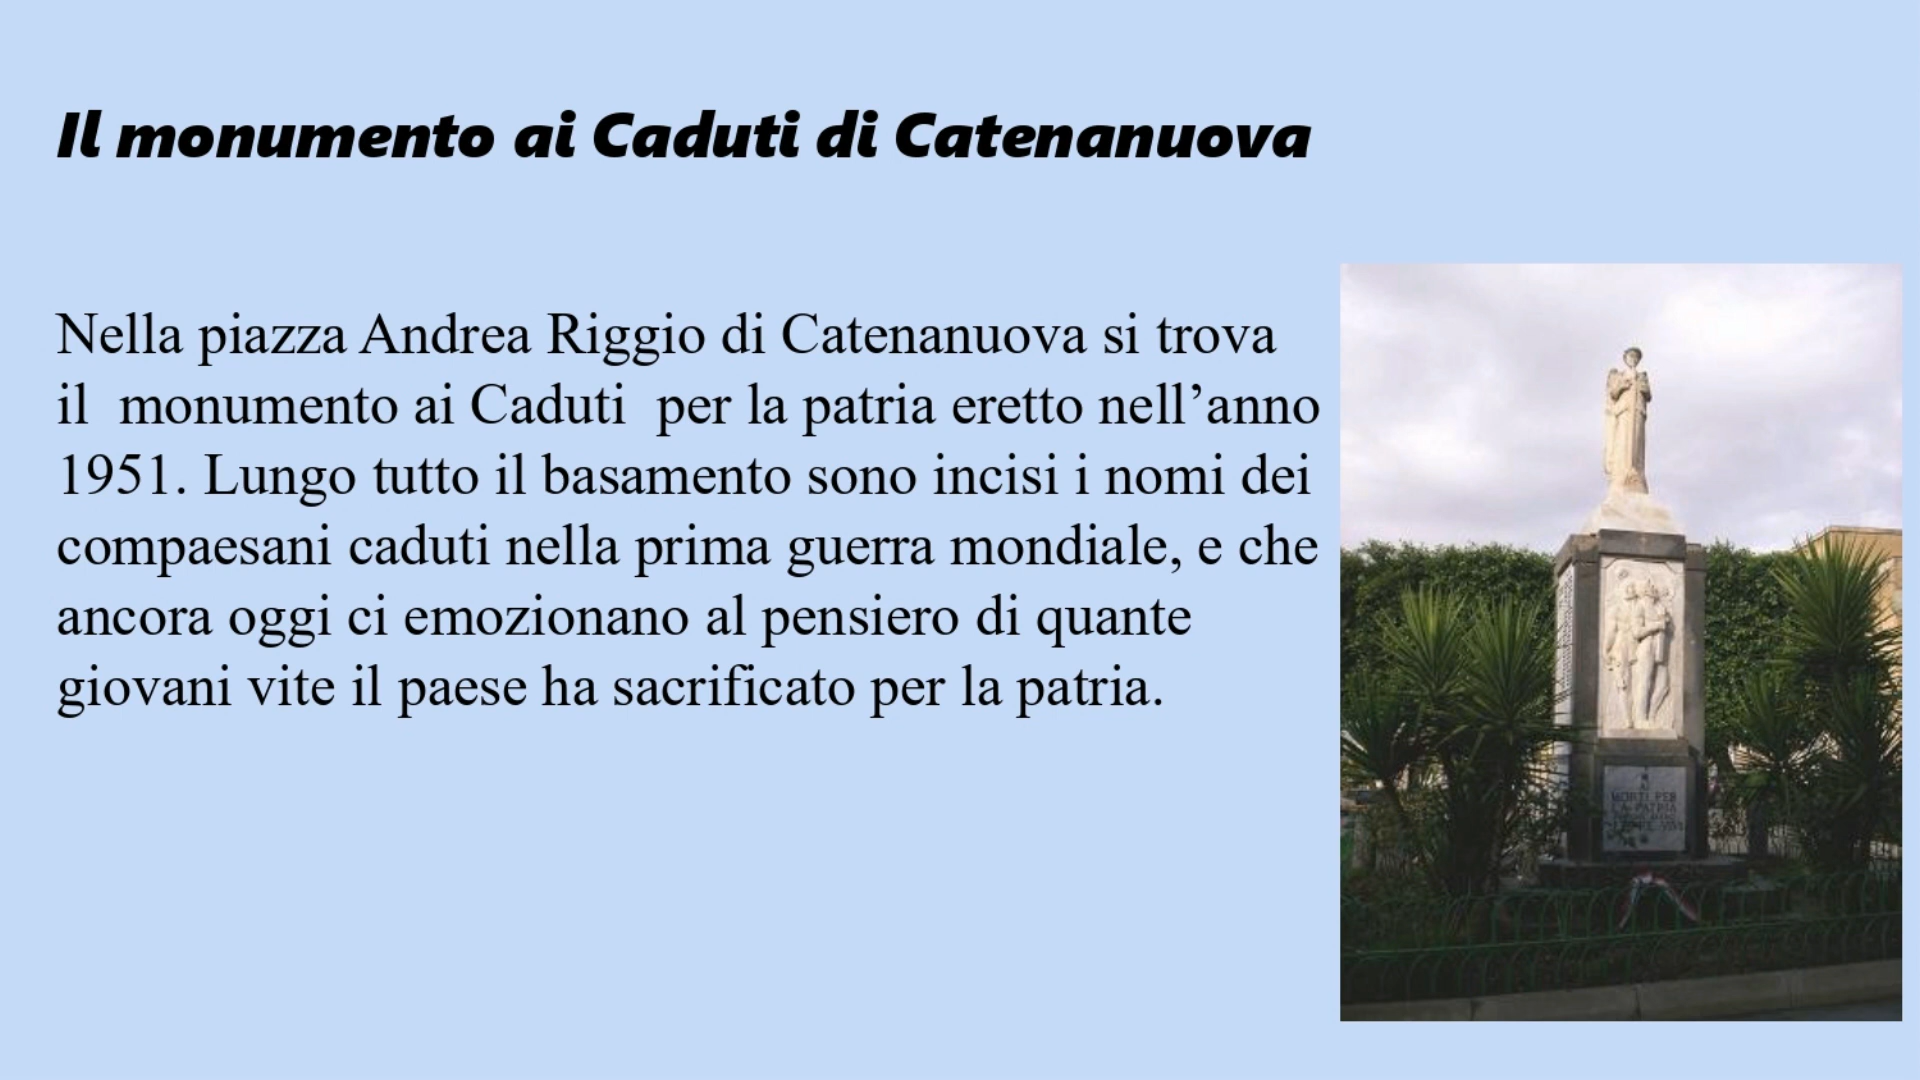 Il monumento ai Caduti di Catenanuova
Nella piazza Andrea Riggio di Catenanuova si trova
il  monumento ai Caduti  per la patria eretto nell’anno
1951. Lungo tutto il basamento sono incisi i nomi dei
compaesani caduti nella prima guerra mondiale, e che
ancora oggi ci emozionano al pensiero di quante
giovani vite il paese ha sacrificato per la patria.
MORTI PER
LA PATRIA